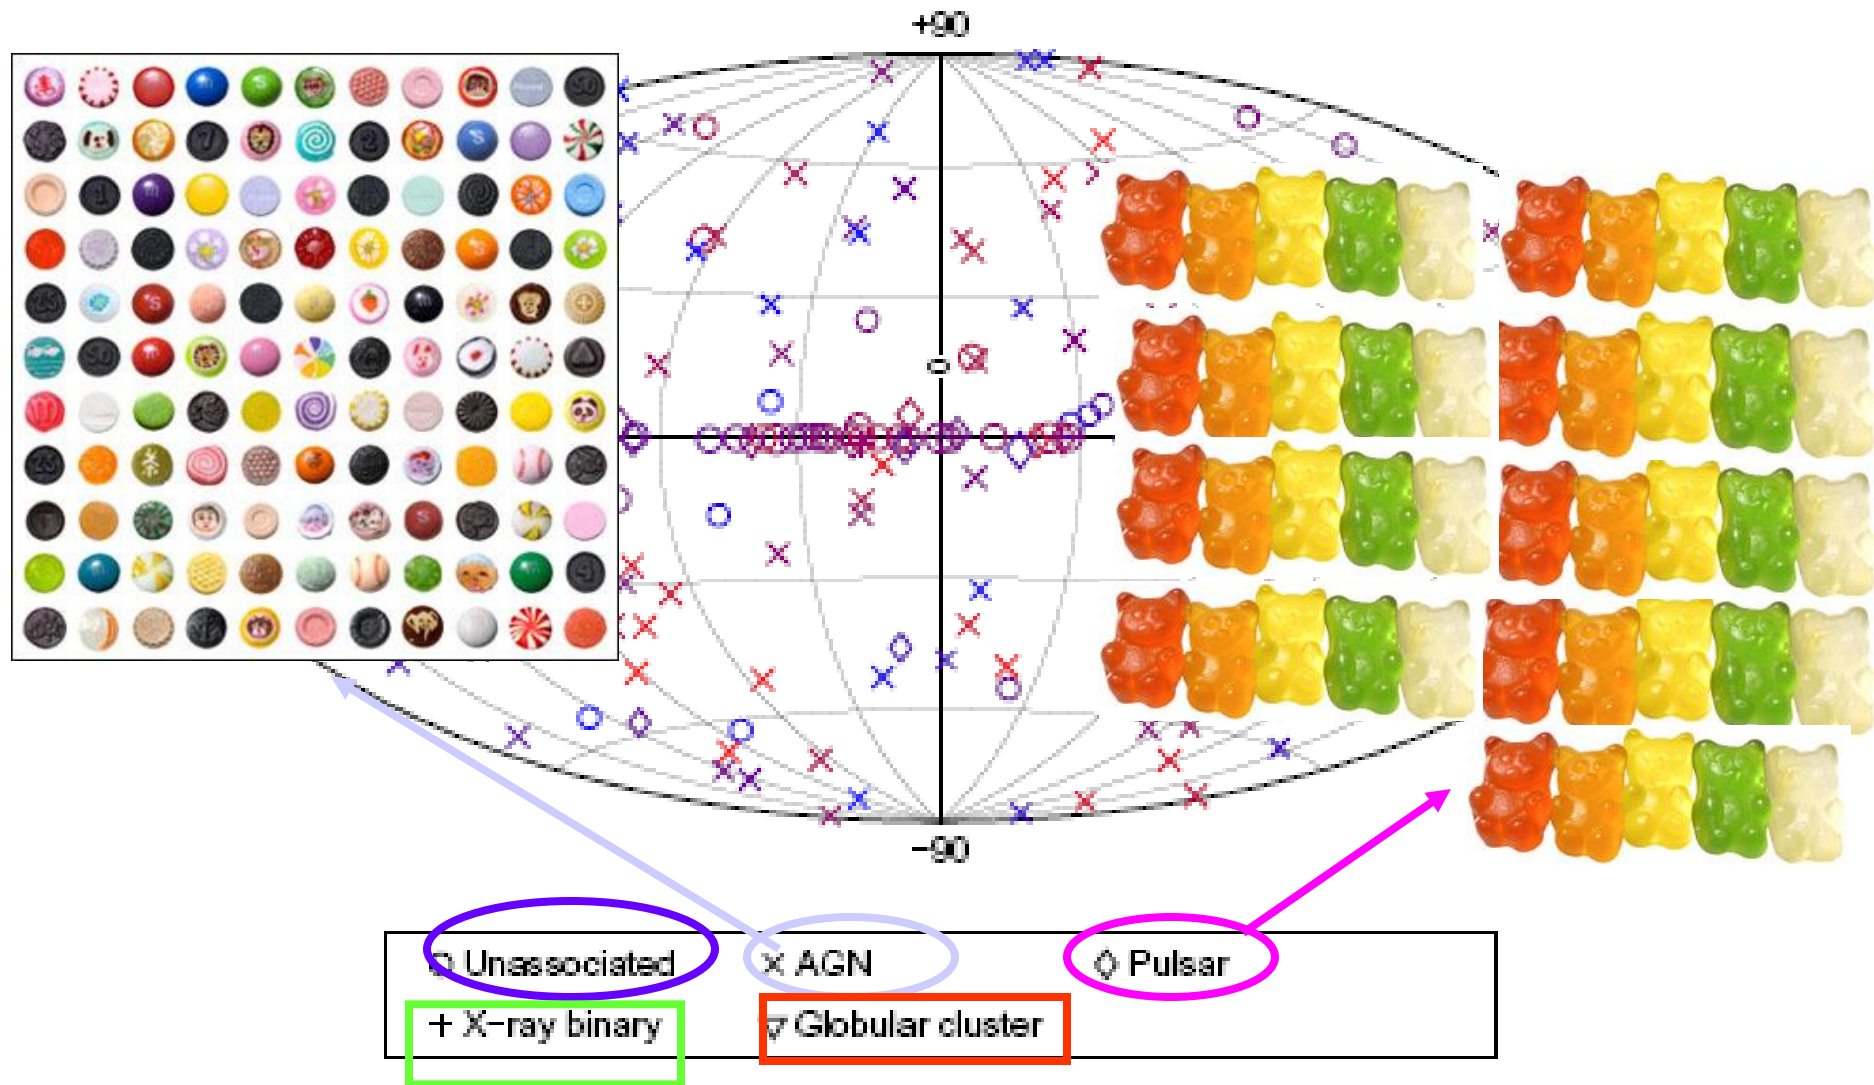 +90
0
−90
Unassociated
AGN
Pulsar
X−ray binary
Globular cluster